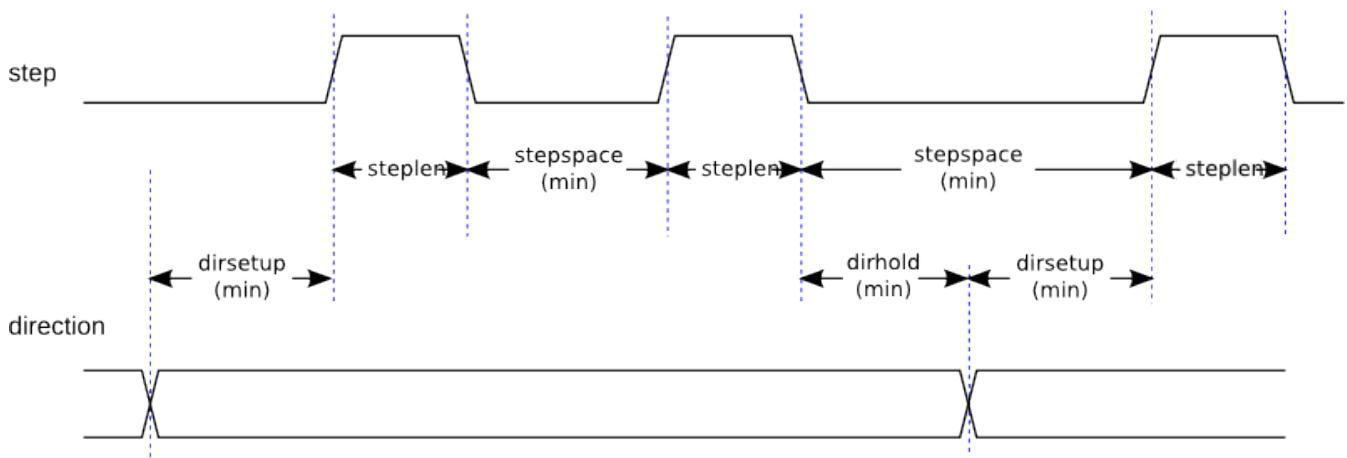 step
steplen
stepspace
(min)
steplen
stepspace
(min)
steplen
dirsetup
(min)
dirhold
(min)
dirsetup
(min)
direction